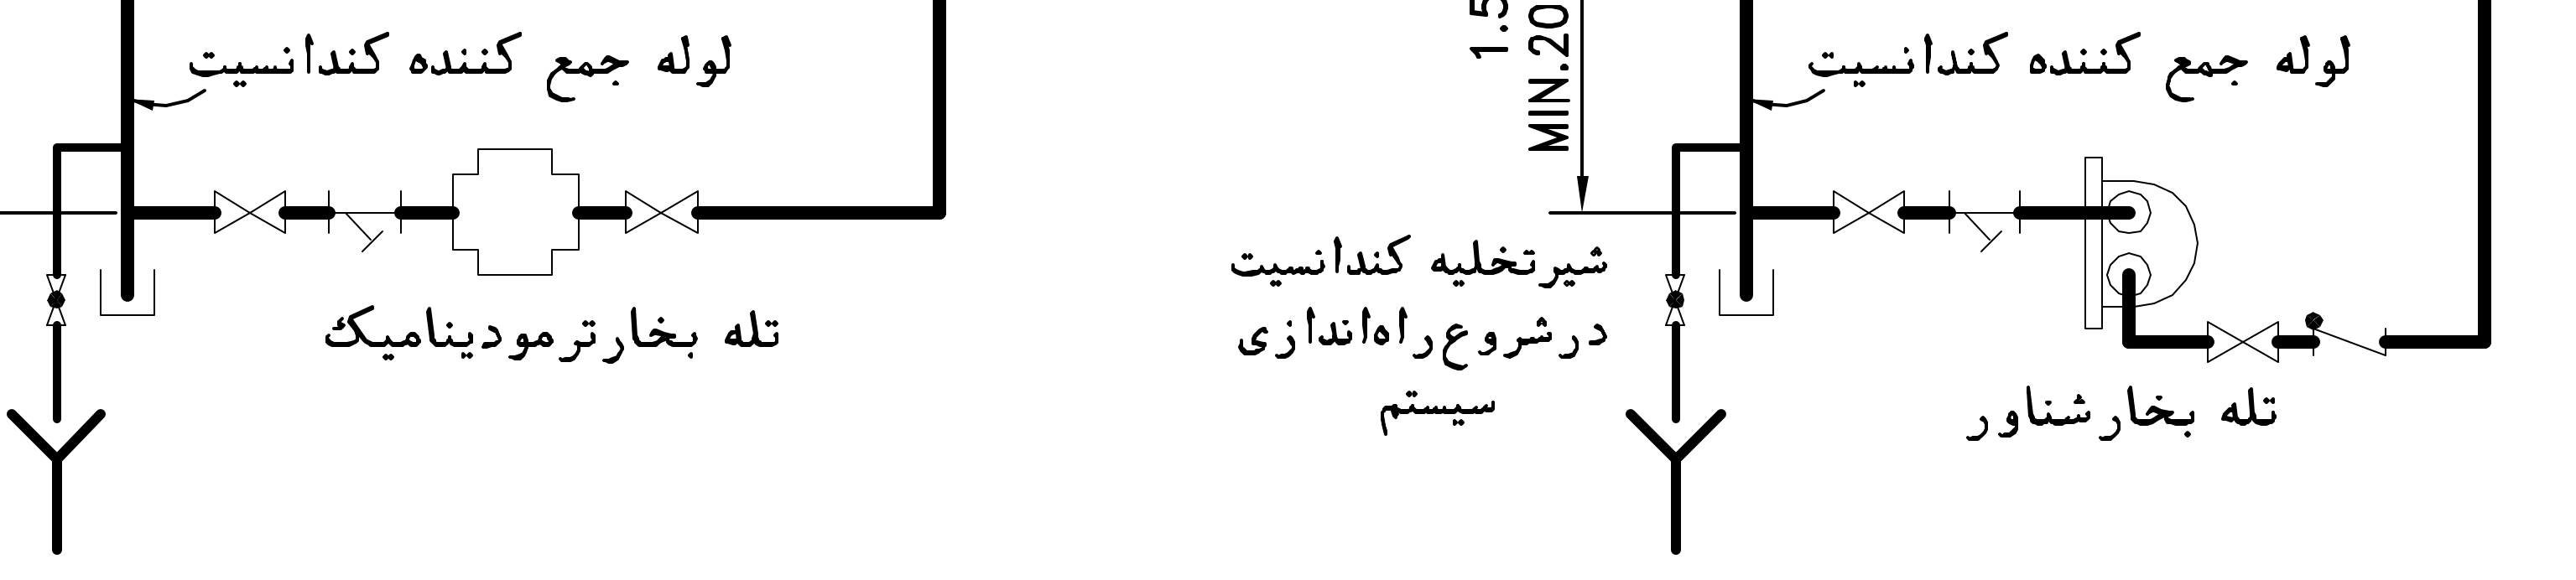 لوله جمع کننده کندانسیت
تله بخارترمودینامیک
1.5
MIN.20
لوله جمع کننده کندانسیت
شیرتخلیه کندانسیت
درشروع راه‌اندازی
سیستم
تله بخارشناور